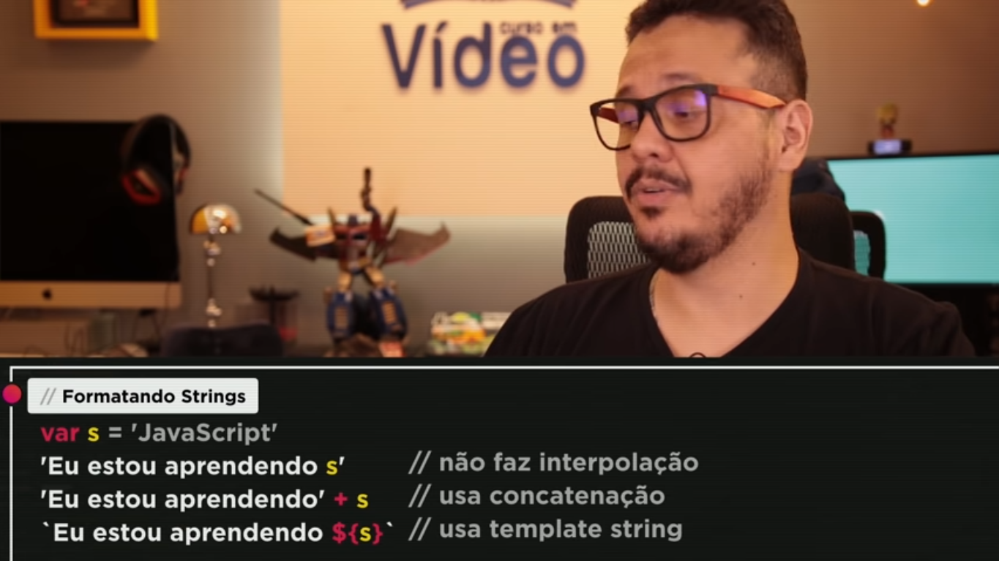 curso em
Vídeo
// Formatando Strings
var s = 'JavaScript'
'Eu estou aprendendo s' // não faz interpolação
'Eu estou aprendendo' + s // usa concatenação
`Eu estou aprendendo ${s}` // usa template string